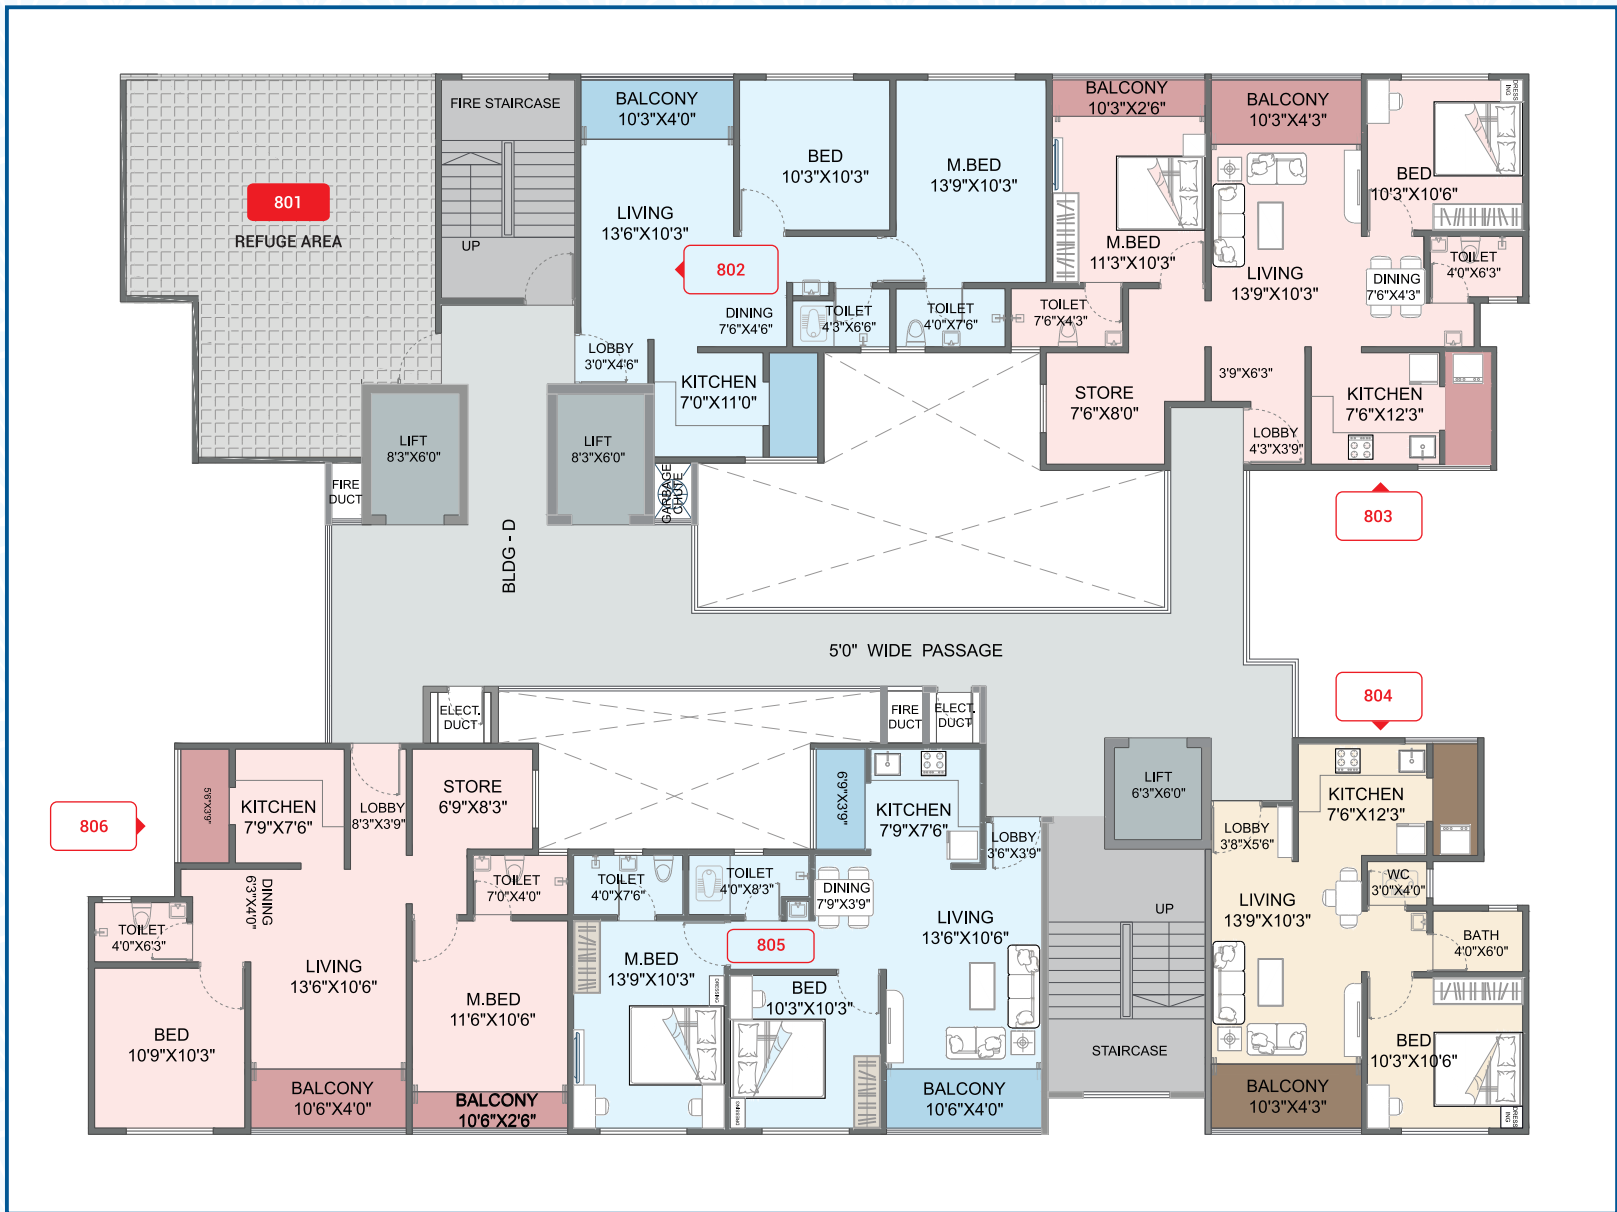 801
REFUGE AREA
FIRE STAIRCASE
UP
BALCONY
10'3"X4'0"
LIVING
13'6"X10'3"
BED
10'3"X10'3"
M.BED
13'9"X10'3"
802
DINING
7'6"X4'6"
TOILET
4'3"X6'6"
TOILET
4'0"X7'6"
LOBBY
3'0"X4'6"
KITCHEN
7'0"X11'0"
BALCONY
10'3"X2'6"
M.BED
11'3"X10'3"
TOILET
7'6"X4'3"
STORE
7'6"X8'0"
BALCONY
10'3"X4'3"
LIVING
13'9"X10'3"
BED
10'3"X10'6"
DRESS
ING
TOILET
4'0"X6'3"
DINING
7'6"X4'3"
3'9"X6'3"
KITCHEN
7'6"X12'3"
LOBBY
4'3"X3'9"
803
LIFT
8'3"X6'0"
LIFT
8'3"X6'0"
FIRE
DUCT
GARBAGE
CHUTE
BLDG - D
5'0" WIDE PASSAGE
804
ELECT.
DUCT
FIRE
DUCT
ELECT.
DUCT
LIFT
6'3"X6'0"
806
5'6"X3'9"
KITCHEN
7'9"X7'6"
LOBBY
8'3"X3'9"
STORE
6'9"X8'3"
DINING
6'3"X4'0"
TOILET
4'0"X6'3"
TOILET
7'0"X4'0"
LIVING
13'6"X10'6"
BED
10'9"X10'3"
M.BED
11'6"X10'6"
BALCONY
10'6"X4'0"
BALCONY
10'6"X2'6"
6'9"X3'9"
KITCHEN
7'9"X7'6"
LOBBY
3'6"X3'9"
TOILET
4'0"X7'6"
TOILET
4'0"X8'3"
DINING
7'9"X3'9"
805
LIVING
13'6"X10'6"
M.BED
13'9"X10'3"
DRESSING
BED
10'3"X10'3"
DRESSING
BALCONY
10'6"X4'0"
UP
STAIRCASE
KITCHEN
7'6"X12'3"
LOBBY
3'8"X5'6"
WC
3'0"X4'0"
LIVING
13'9"X10'3"
BATH
4'0"X6'0"
BED
10'3"X10'6"
DRESS
ING
BALCONY
10'3"X4'3"